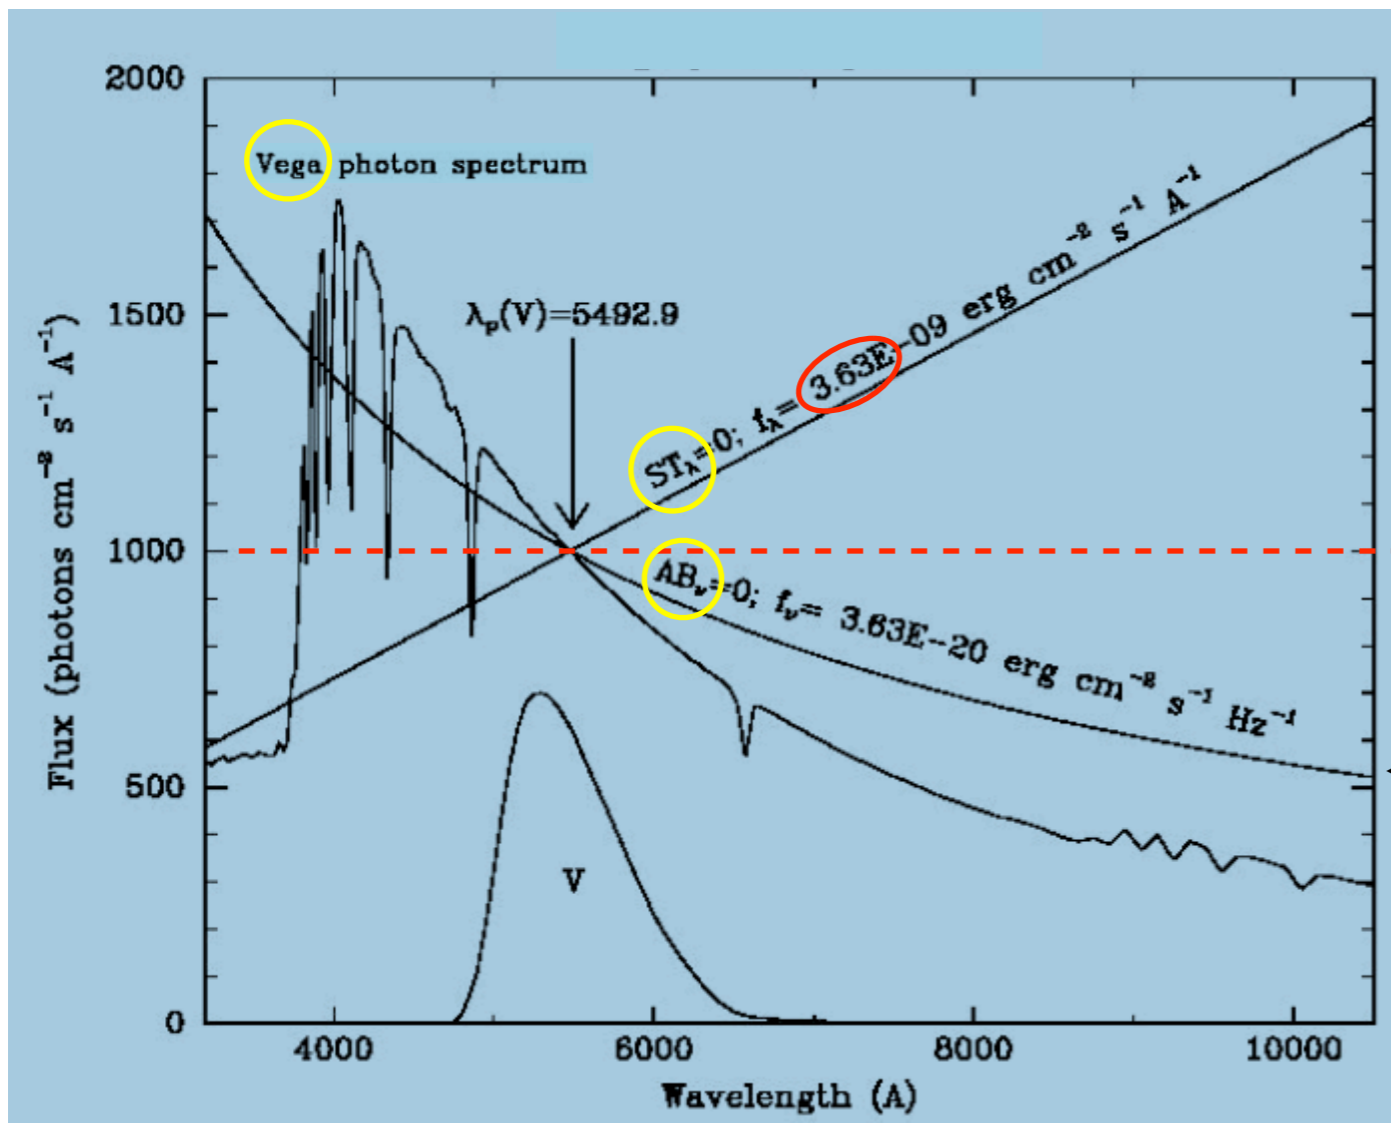 2000
Vega photon spectrum
1500
λp(V)=5492.9
STλ=0; fλ= 3.63E-09 erg cm⁻² s⁻¹ A⁻¹
1000
ABν=0; fν= 3.63E-20 erg cm⁻² s⁻¹ Hz⁻¹
500
V
0
4000 6000 8000 10000
Wavelength (A)
Flux (photons cm⁻² s⁻¹ A⁻¹)